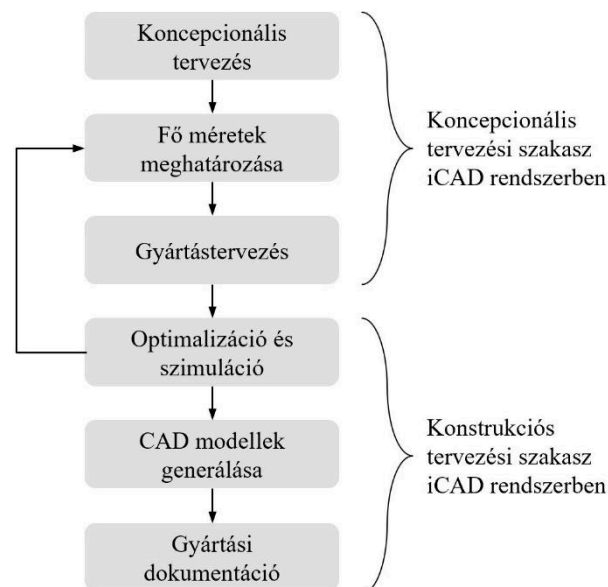 Koncepcionális
tervezés
Fő méretek
meghatározása
Gyártástervezés
Koncepcionális
tervezési szakasz
iCAD rendszerben
Optimalizáció és
szimuláció
CAD modellek
generálása
Gyártási
dokumentáció
Konstrukciós
tervezési szakasz
iCAD rendszerben